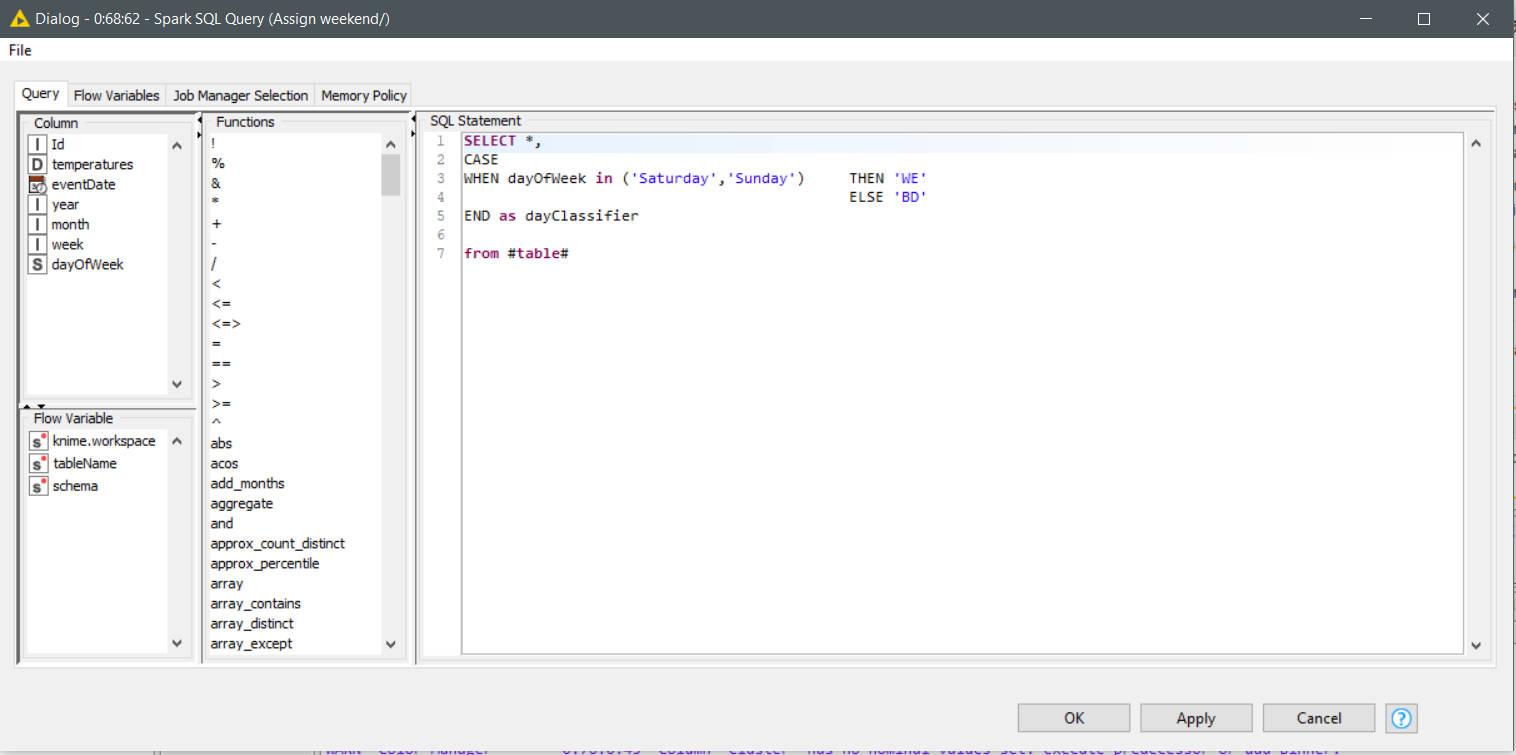 Dialog - 0:68:62 - Spark SQL Query (Assign weekend/)
File
Query Flow Variables Job Manager Selection Memory Policy
Column
I Id
D temperatures
eventDate
I year
I month
I week
S dayOfWeek
Flow Variable
s knime.workspace
s tableName
s schema
Functions
!
%
&
*
+
-
/
<
<=
<=>
=
==
>
>=
^
abs
acos
add_months
aggregate
and
approx_count_distinct
approx_percentile
array
array_contains
array_distinct
array_except
SQL Statement
1 SELECT *,
2 CASE
3 WHEN dayOfWeek in ('Saturday','Sunday') THEN 'WE'
4 ELSE 'BD'
5 END as dayClassifier
6
7 from #table#
OK Apply Cancel ?